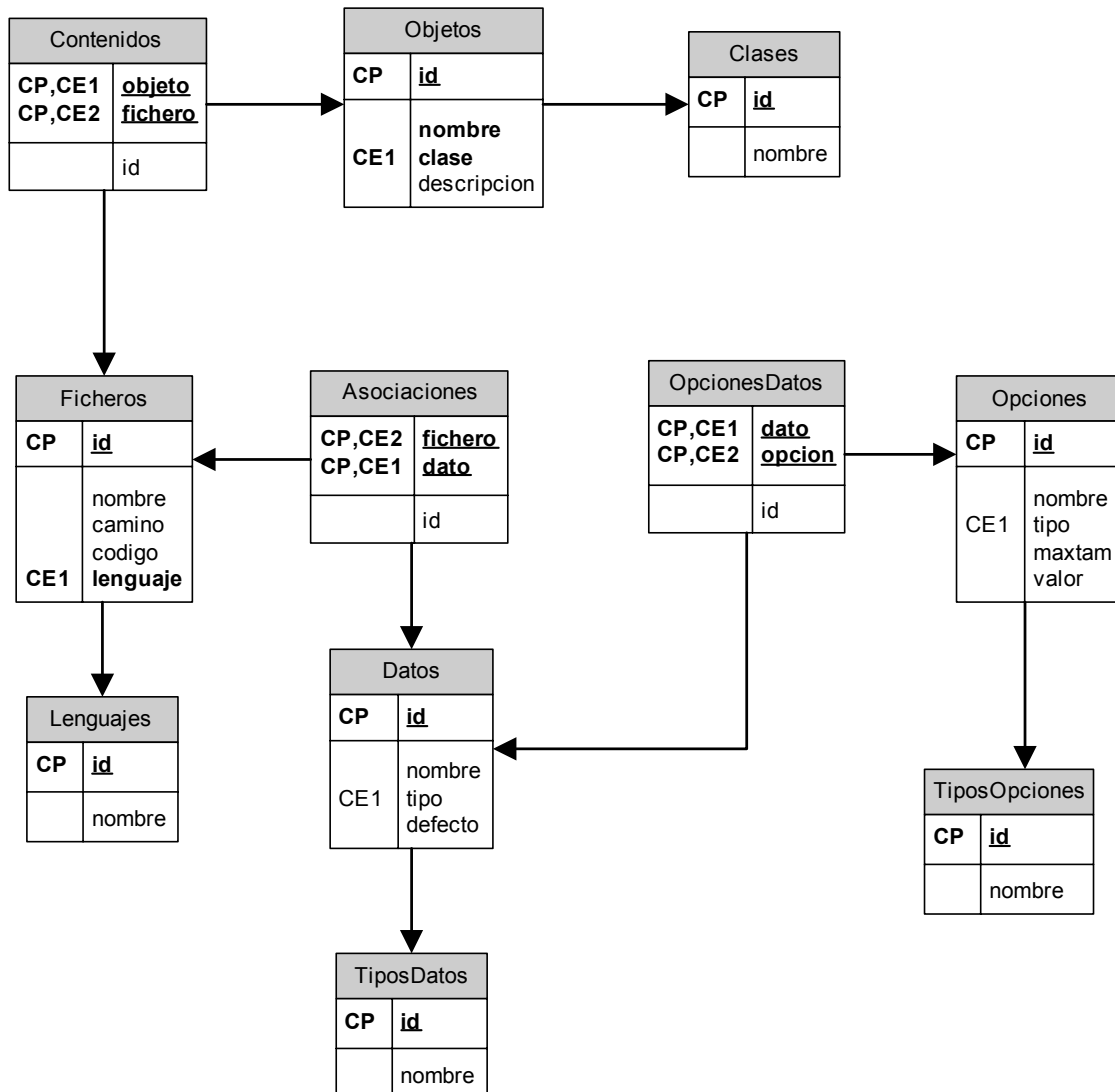 Contenidos
CP,CE1 objeto
CP,CE2 fichero
id
Objetos
CP id
nombre
CE1 clase
descripcion
Clases
CP id
nombre
Ficheros
CP id
nombre
camino
codigo
CE1 lenguaje
Asociaciones
CP,CE2 fichero
CP,CE1 dato
id
OpcionesDatos
CP,CE1 dato
CP,CE2 opcion
id
Opciones
CP id
nombre
CE1 tipo
maxtam
valor
Lenguajes
CP id
nombre
Datos
CP id
nombre
CE1 tipo
defecto
TiposOpciones
CP id
nombre
TiposDatos
CP id
nombre